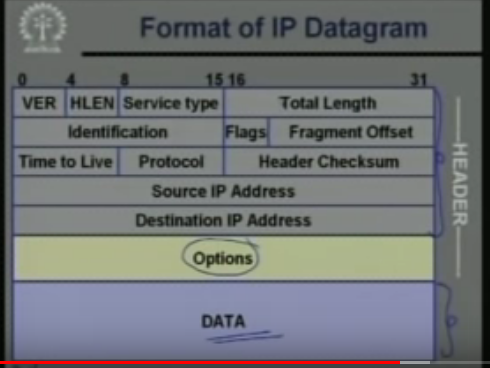 Format of IP Datagram
0 4 8 15 16 31
VER HLEN Service type Total Length
Identification Flags Fragment Offset
Time to Live Protocol Header Checksum
Source IP Address
Destination IP Address
Options
DATA
HEADER